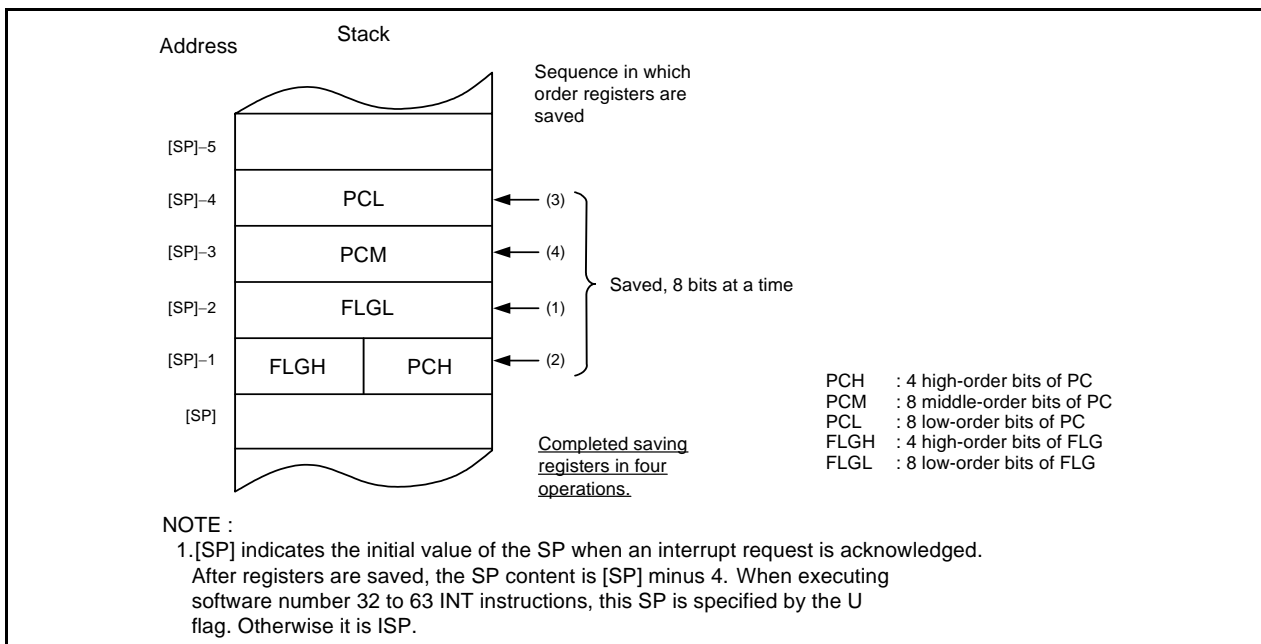 Address
Stack
Sequence in which
order registers are
saved
[SP]−5
[SP]−4
PCL
(3)
[SP]−3
PCM
(4)
Saved, 8 bits at a time
[SP]−2
FLGL
(1)
[SP]−1
FLGH
PCH
(2)
[SP]
PCH : 4 high-order bits of PC
PCM : 8 middle-order bits of PC
PCL : 8 low-order bits of PC
FLGH : 4 high-order bits of FLG
FLGL : 8 low-order bits of FLG
Completed saving
registers in four
operations.
NOTE :
1.[SP] indicates the initial value of the SP when an interrupt request is acknowledged.
After registers are saved, the SP content is [SP] minus 4. When executing
software number 32 to 63 INT instructions, this SP is specified by the U
flag. Otherwise it is ISP.